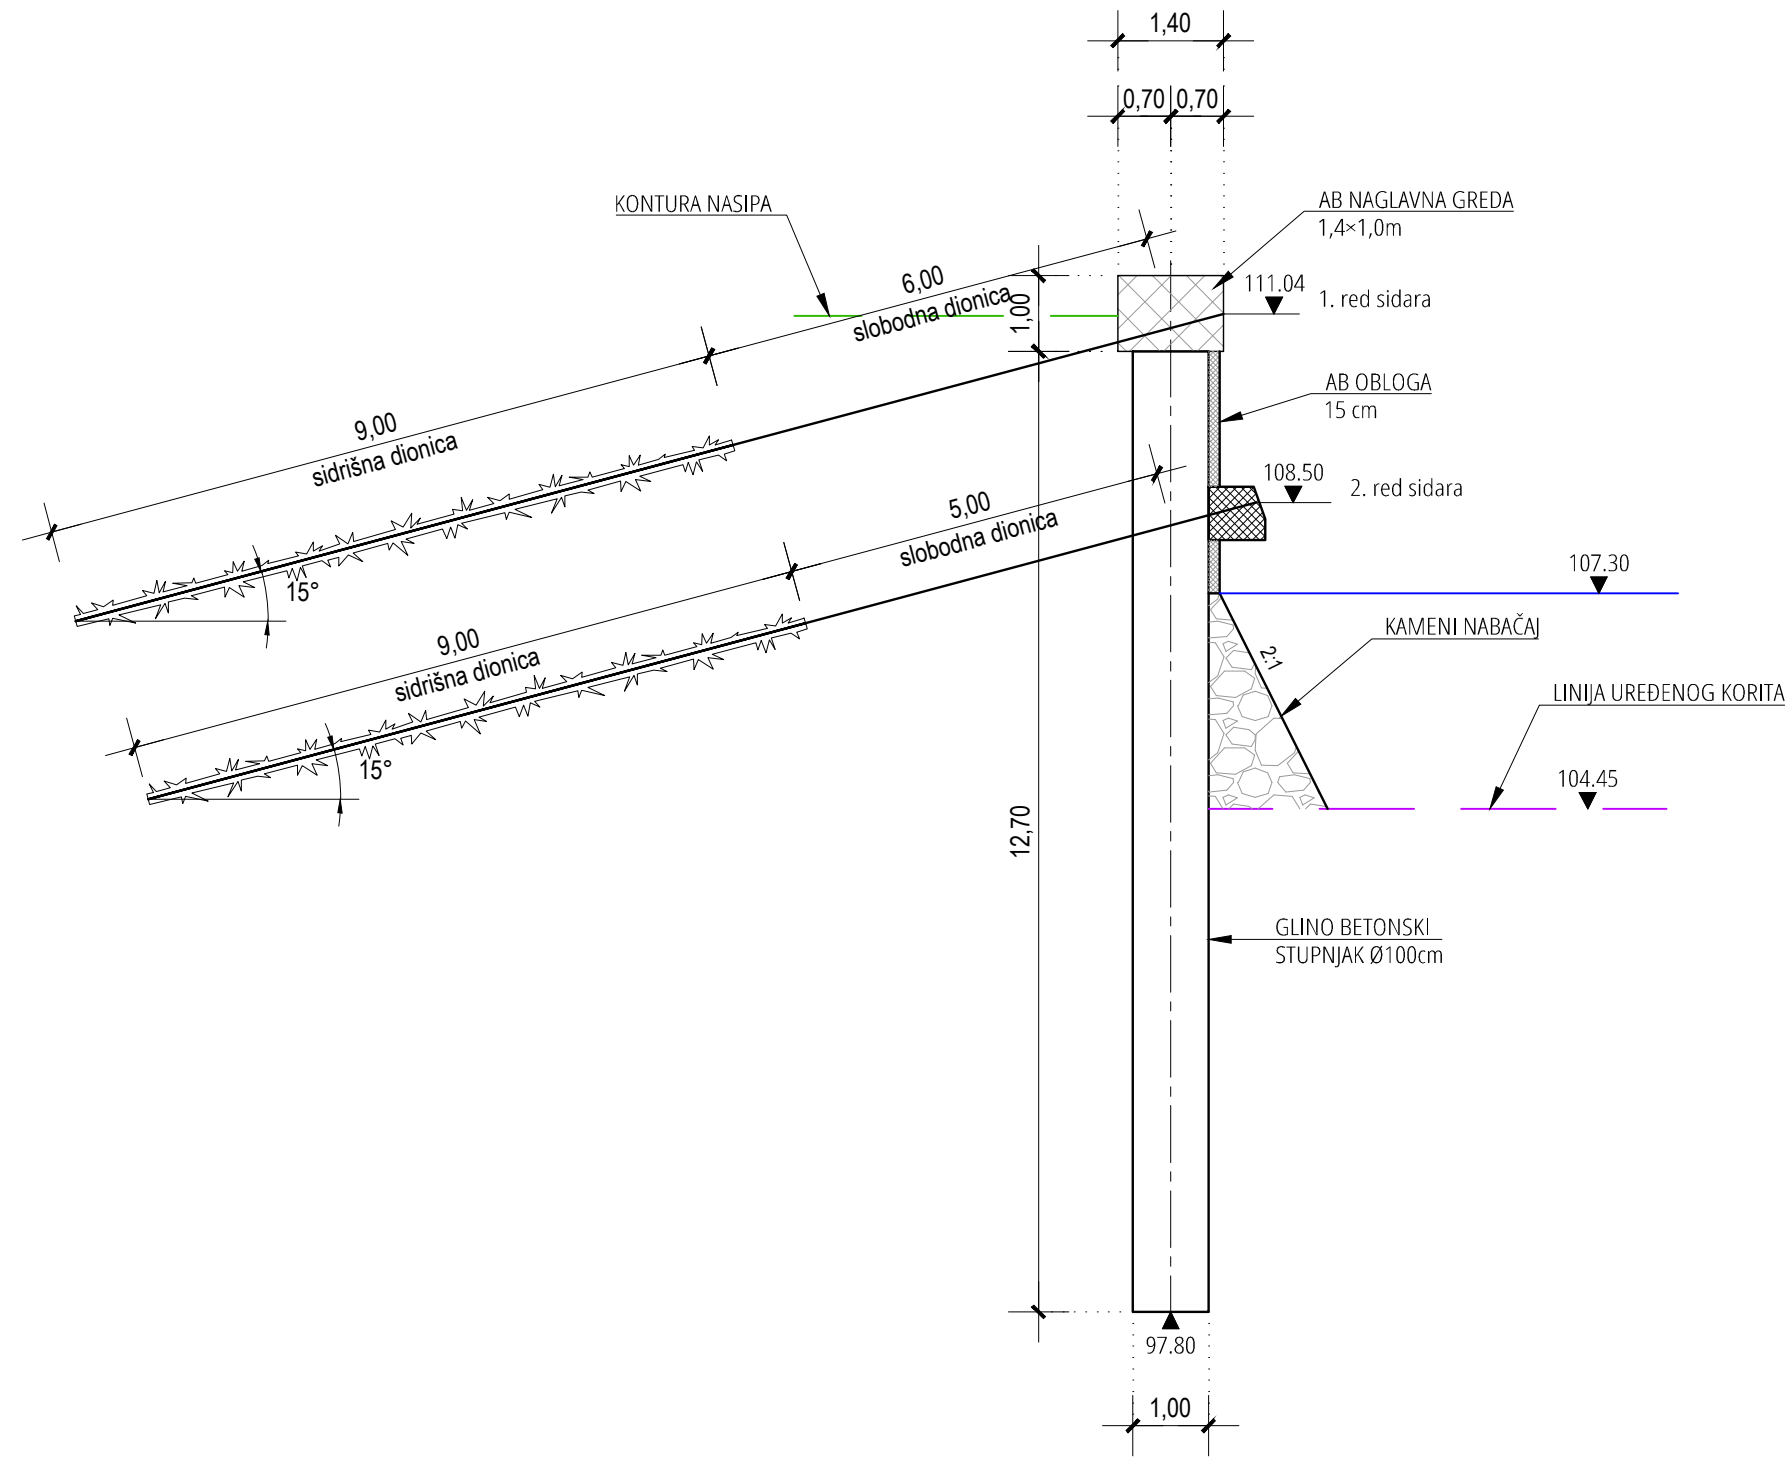 1,40
0,70 0,70
KONTURA NASIPA
AB NAGLAVNA GREDA
1,4×1,0m
6,00
slobodna dionica
1,00
111.04
1. red sidara
AB OBLOGA
15 cm
9,00
sidrišna dionica
108.50
2. red sidara
5,00
slobodna dionica
15°
107.30
KAMENI NABAČAJ
2:1
9,00
sidrišna dionica
LINIJA UREĐENOG KORITA
15°
104.45
12,70
GLINO BETONSKI
STUPNJAK Ø100cm
97.80
1,00